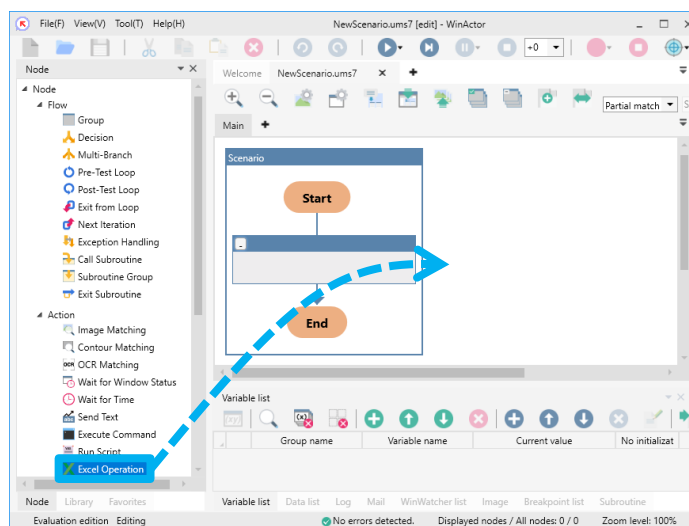 File(F) View(V) Tool(T) Help(H) NewScenario.ums7 [edit] - WinActor
+0
Node
Welcome NewScenario.ums7
Node
Flow
Group
Decision
Multi-Branch
Pre-Test Loop
Post-Test Loop
Exit from Loop
Next Iteration
Exception Handling
Call Subroutine
Subroutine Group
Exit Subroutine
Action
Image Matching
Contour Matching
OCR Matching
Wait for Window Status
Wait for Time
Send Text
Execute Command
Run Script
Excel Operation
Node Library Favorites
Partial match
Main
Scenario
Start
End
Variable list
Group name Variable name Current value No initializat
Variable list Data list Log Mail WinWatcher list Image Breakpoint list Subroutine
Evaluation edition Editing No errors detected. Displayed nodes / All nodes: 0 / 0 Zoom level: 100%